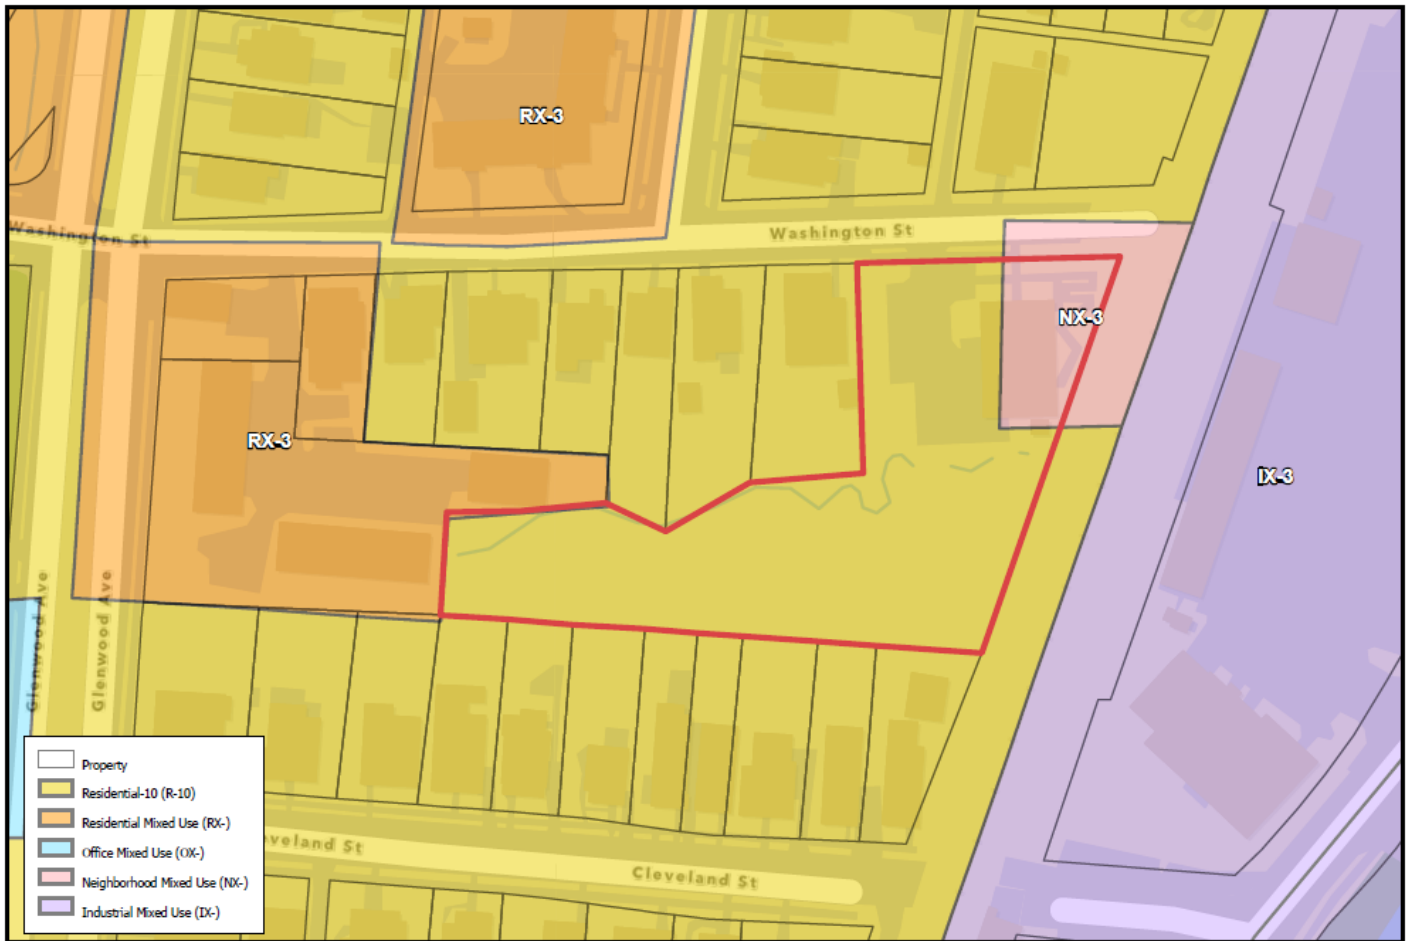 RX-3
Washington St
Washington St
NX-3
RX-3
IX-3
Glenwood Ave
Glenwood Ave
Property
Residential-10 (R-10)
Residential Mixed Use (RX-)
Office Mixed Use (OX-)
Neighborhood Mixed Use (NX-)
Industrial Mixed Use (IX-)
eveland St
Cleveland St